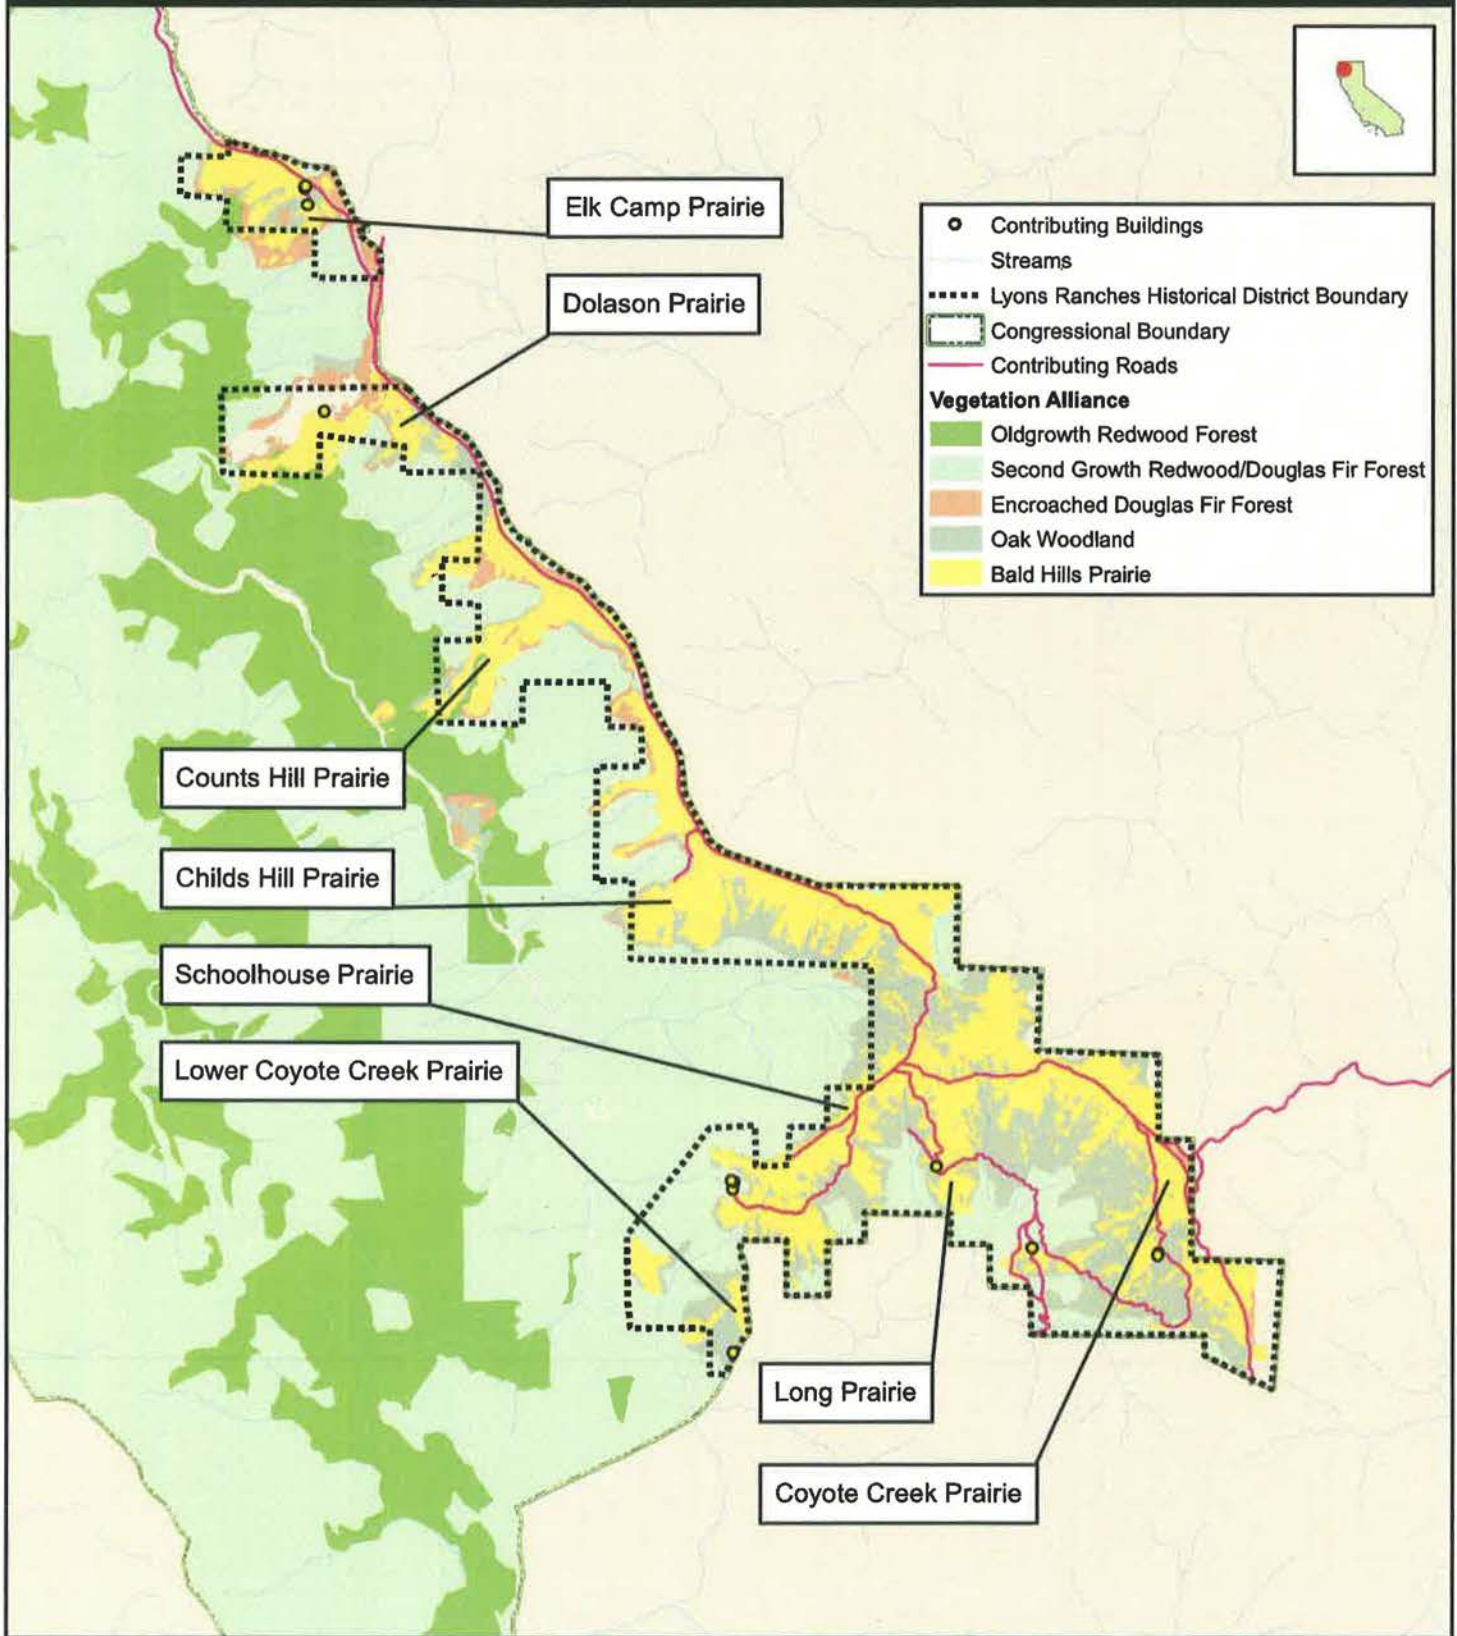 Elk Camp Prairie
Dolason Prairie
Contributing Buildings
Streams
Lyons Ranches Historical District Boundary
Congressional Boundary
Contributing Roads
Vegetation Alliance
Oldgrowth Redwood Forest
Second Growth Redwood/Douglas Fir Forest
Encroached Douglas Fir Forest
Oak Woodland
Bald Hills Prairie
Counts Hill Prairie
Childs Hill Prairie
Schoolhouse Prairie
Lower Coyote Creek Prairie
Long Prairie
Coyote Creek Prairie